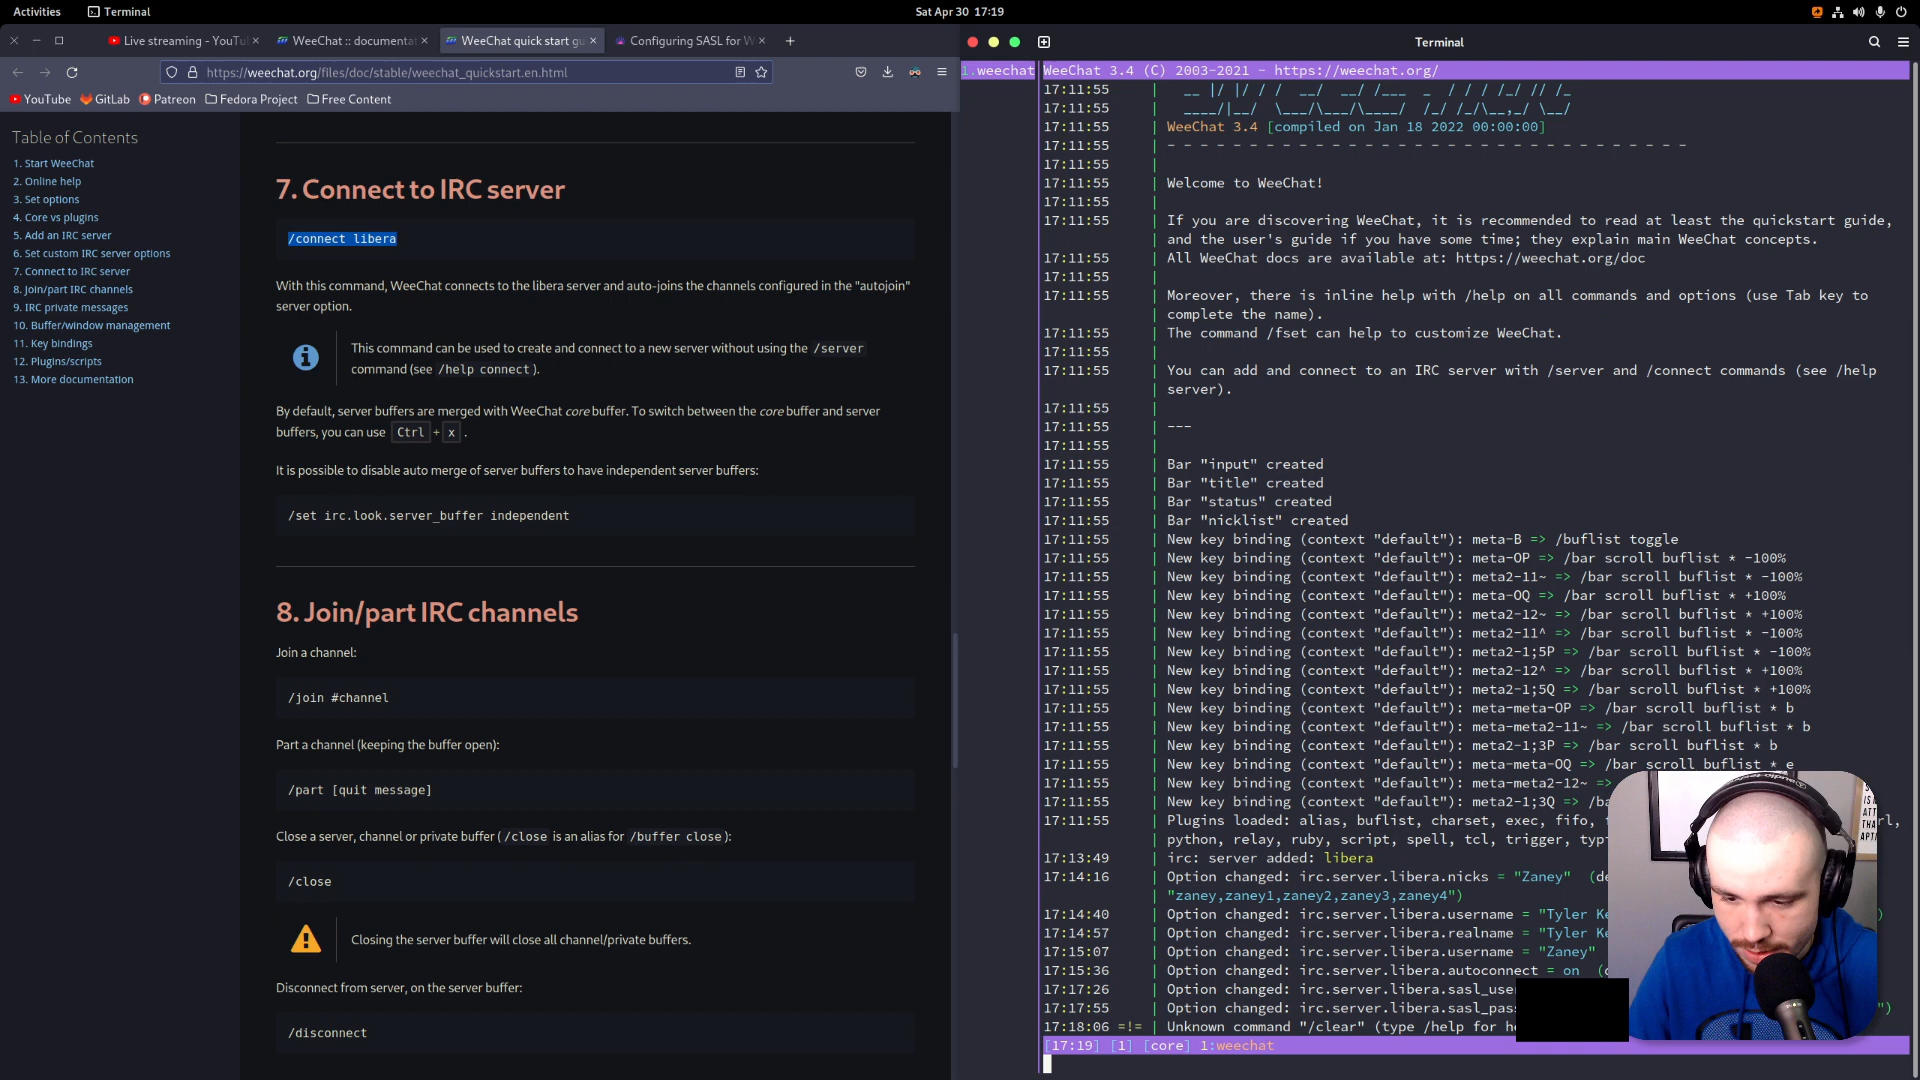 Activities
Terminal
Sat Apr 30 17:19
Live streaming - YouTu
WeeChat :: documentat
WeeChat quick start gu
Configuring SASL for W
https://weechat.org/files/doc/stable/weechat_quickstart.en.html
YouTube GitLab Patreon Fedora Project Free Content
Table of Contents
1. Start WeeChat
2. Online help
3. Set options
4. Core vs plugins
5. Add an IRC server
6. Set custom IRC server options
7. Connect to IRC server
8. Join/part IRC channels
9. IRC private messages
10. Buffer/window management
11. Key bindings
12. Plugins/scripts
13. More documentation
7. Connect to IRC server
/connect libera
With this command, WeeChat connects to the libera server and auto-joins the channels configured in the "autojoin"
server option.
This command can be used to create and connect to a new server without using the /server
command (see /help connect ).
By default, server buffers are merged with WeeChat core buffer. To switch between the core buffer and server
buffers, you can use Ctrl + x .
It is possible to disable auto merge of server buffers to have independent server buffers:
/set irc.look.server_buffer independent
8. Join/part IRC channels
Join a channel:
/join #channel
Part a channel (keeping the buffer open):
/part [quit message]
Close a server, channel or private buffer ( /close is an alias for /buffer close ):
/close
Closing the server buffer will close all channel/private buffers.
Disconnect from server, on the server buffer:
/disconnect
Terminal
1.weechat
WeeChat 3.4 (C) 2003-2021 - https://weechat.org/
17:11:55
17:11:55
17:11:55 | WeeChat 3.4 [compiled on Jan 18 2022 00:00:00]
17:11:55 | - - - - - - - - - - - - - - - - - - - - - - - - - - - - - - - -
17:11:55 |
17:11:55 | Welcome to WeeChat!
17:11:55 |
17:11:55 | If you are discovering WeeChat, it is recommended to read at least the quickstart guide,
| and the user's guide if you have some time; they explain main WeeChat concepts.
17:11:55 | All WeeChat docs are available at: https://weechat.org/doc
17:11:55 |
17:11:55 | Moreover, there is inline help with /help on all commands and options (use Tab key to
| complete the name).
17:11:55 | The command /fset can help to customize WeeChat.
17:11:55 |
17:11:55 | You can add and connect to an IRC server with /server and /connect commands (see /help
| server).
17:11:55 |
17:11:55 | ---
17:11:55 |
17:11:55 | Bar "input" created
17:11:55 | Bar "title" created
17:11:55 | Bar "status" created
17:11:55 | Bar "nicklist" created
17:11:55 | New key binding (context "default"): meta-B => /buflist toggle
17:11:55 | New key binding (context "default"): meta-OP => /bar scroll buflist * -100%
17:11:55 | New key binding (context "default"): meta2-11~ => /bar scroll buflist * -100%
17:11:55 | New key binding (context "default"): meta-OQ => /bar scroll buflist * +100%
17:11:55 | New key binding (context "default"): meta2-12~ => /bar scroll buflist * +100%
17:11:55 | New key binding (context "default"): meta2-11^ => /bar scroll buflist * -100%
17:11:55 | New key binding (context "default"): meta2-1;5P => /bar scroll buflist * -100%
17:11:55 | New key binding (context "default"): meta2-12^ => /bar scroll buflist * +100%
17:11:55 | New key binding (context "default"): meta2-1;5Q => /bar scroll buflist * +100%
17:11:55 | New key binding (context "default"): meta-meta-OP => /bar scroll buflist * b
17:11:55 | New key binding (context "default"): meta-meta2-11~ => /bar scroll buflist * b
17:11:55 | New key binding (context "default"): meta2-1;3P => /bar scroll buflist * b
17:11:55 | New key binding (context "default"): meta-meta-OQ => /bar scroll buflist * e
17:11:55 | New key binding (context "default"): meta-meta2-12~ =>
17:11:55 | New key binding (context "default"): meta2-1;3Q => /ba
17:11:55 | Plugins loaded: alias, buflist, charset, exec, fifo, rl,
| python, relay, ruby, script, spell, tcl, trigger, typ
17:13:49 | irc: server added: libera
17:14:16 | Option changed: irc.server.libera.nicks = "Zaney" (de
| "zaney,zaney1,zaney2,zaney3,zaney4")
17:14:40 | Option changed: irc.server.libera.username = "Tyler Ke )
17:14:57 | Option changed: irc.server.libera.realname = "Tyler Ke
17:15:07 | Option changed: irc.server.libera.username = "Zaney"
17:15:36 | Option changed: irc.server.libera.autoconnect = on
17:17:26 | Option changed: irc.server.libera.sasl_use
17:17:55 | Option changed: irc.server.libera.sasl_pas ")
17:18:06 =!= | Unknown command "/clear" (type /help for he
[17:19] [1] [core] 1:weechat